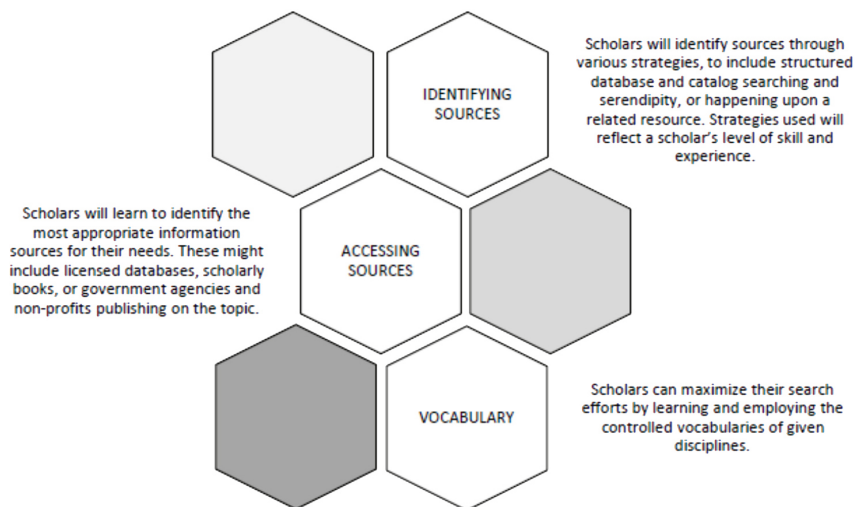 IDENTIFYING
SOURCES
Scholars will identify sources through
various strategies, to include structured
database and catalog searching and
serendipity, or happening upon a
related resource. Strategies used will
reflect a scholar's level of skill and
experience.
Scholars will learn to identify the
most appropriate information
sources for their needs. These might
include licensed databases, scholarly
books, or government agencies and
non-profits publishing on the topic.
ACCESSING
SOURCES
VOCABULARY
Scholars can maximize their search
efforts by learning and employing the
controlled vocabularies of given
disciplines.